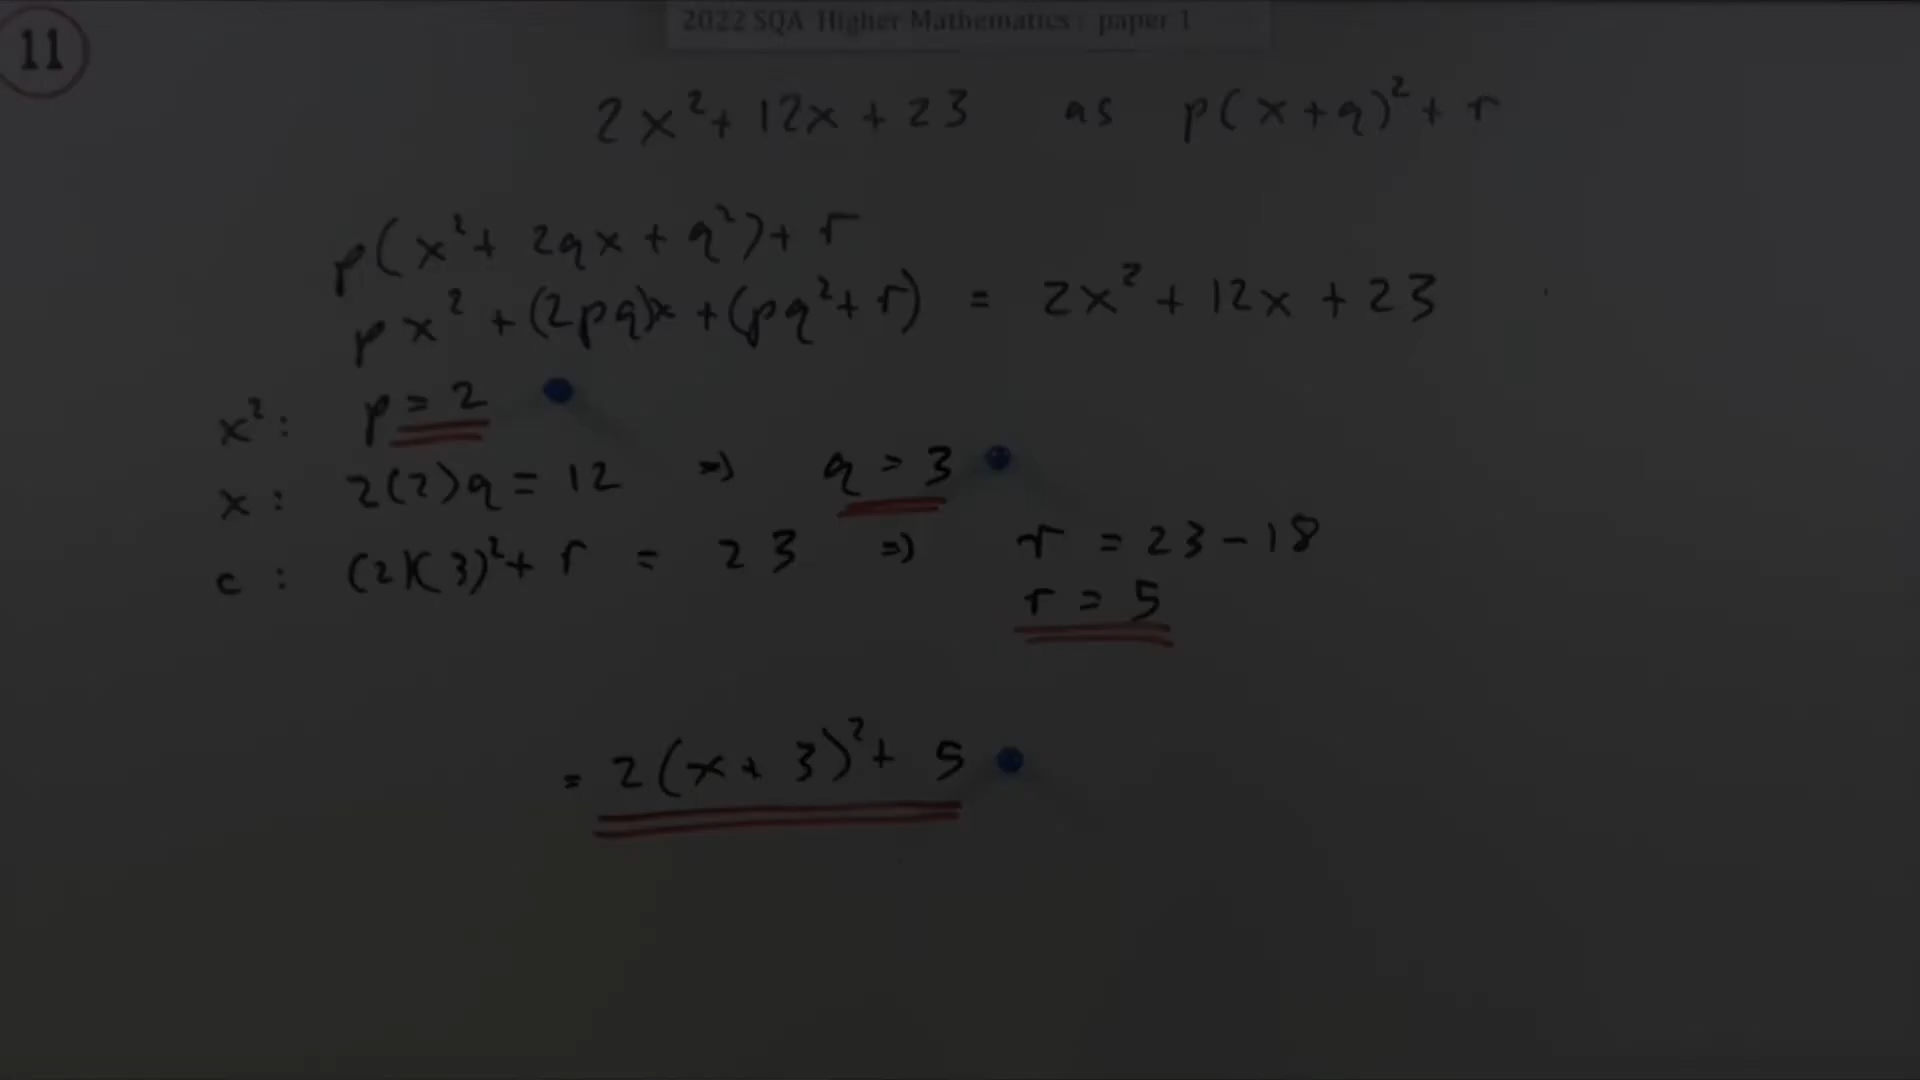 2022 SQA Higher Mathematics : paper 1
11
2x² + 12x + 23 as p(x+q)² + r
p(x² + 2qx + q²) + r
px² + (2pq)x + (pq² + r) = 2x² + 12x + 23
x² : p = 2
x : 2(2)q = 12 => q = 3
c : (2)(3)² + r = 23 => r = 23 - 18
r = 5
= 2(x + 3)² + 5